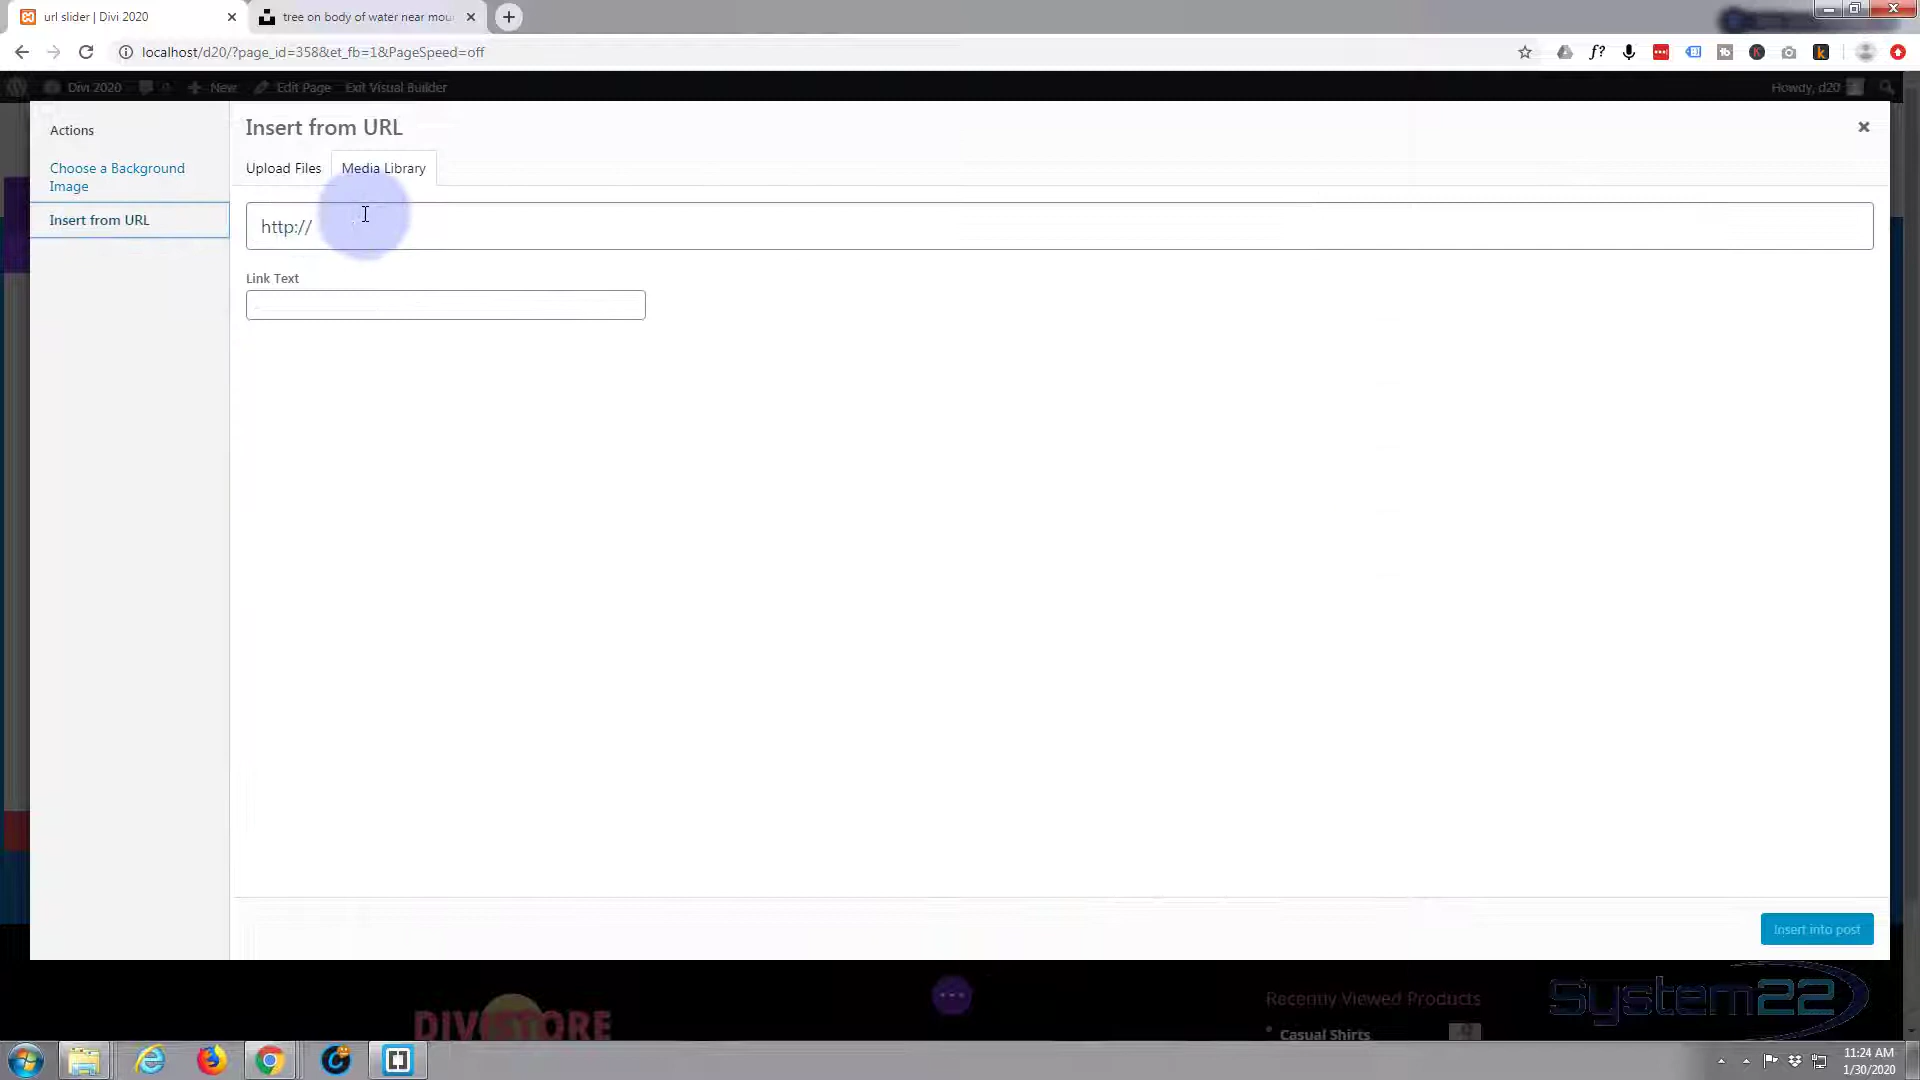 url slider | Divi 2020
tree on body of water near mou
localhost/d20/?page_id=358&et_fb=1&PageSpeed=off
Divi 2020
New
Edit Page
Exit Visual Builder
Howdy, d20
Actions
Choose a Background
Image
Insert from URL
Insert from URL
Upload Files
Media Library
http://
Link Text
Insert into post
DIVISTORE
Recently Viewed Products
Casual Shirts
System22
11:24 AM
1/30/2020